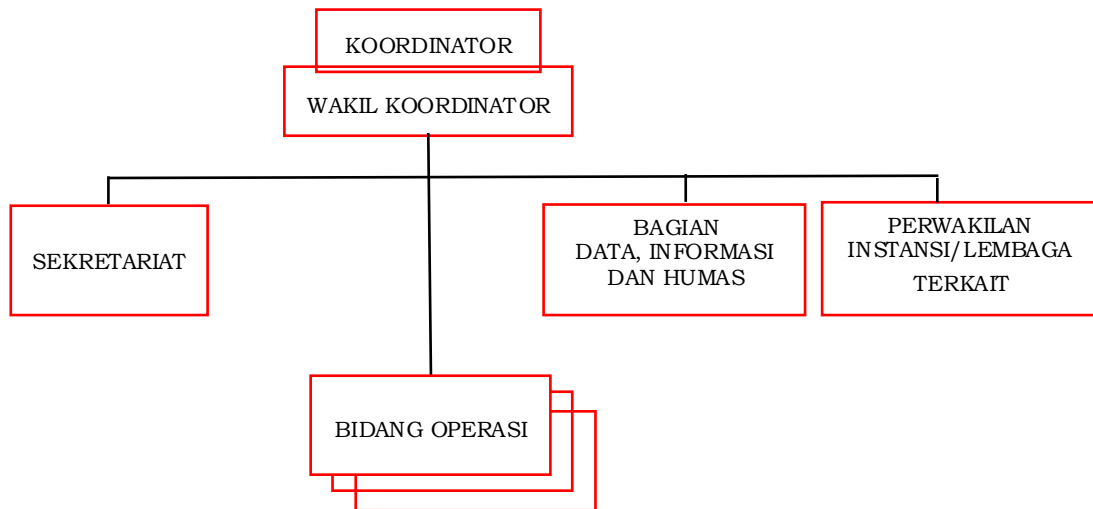 KOORDINATOR
WAKIL KOORDINATOR
SEKRETARIAT
BAGIAN
DATA, INFORMASI
DAN HUMAS
PERWAKILAN
INSTANSI/LEMBAGA
TERKAIT
BIDANG OPERASI